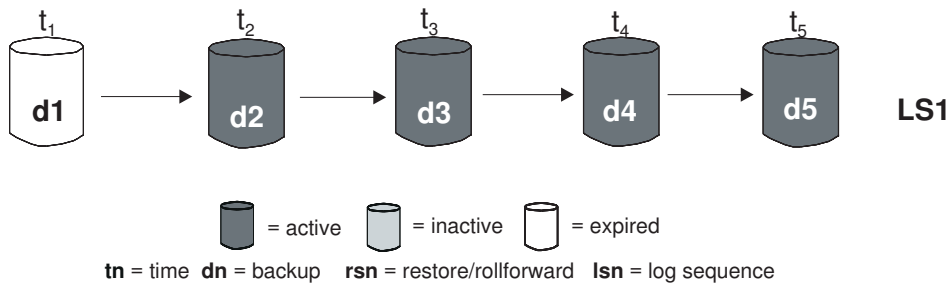 t1 t2 t3 t4 t5
d1 d2 d3 d4 d5 LS1
= active = inactive = expired
tn = time dn = backup rsn = restore/rollforward lsn = log sequence